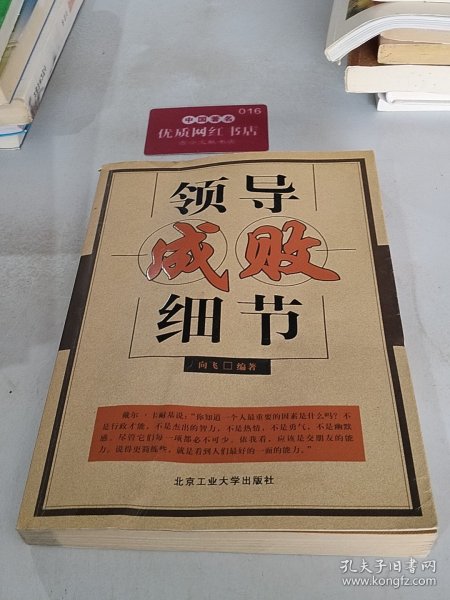 016
中国著名
优质网红书店
领导
成败
细节
向飞 □ 编著
戴尔·卡耐基说：“你知道一个人最重要的因素是什么吗？不
是行政才能，不是杰出的智力，不是热情，不是勇气，不是幽默
感。尽管它们每一项都必不可少。依我看，应该是交朋友的能
力。说得更简练些，就是看到人们最好的一面的能力。”
北京工业大学出版社
孔夫子旧书网
www.kongfz.com